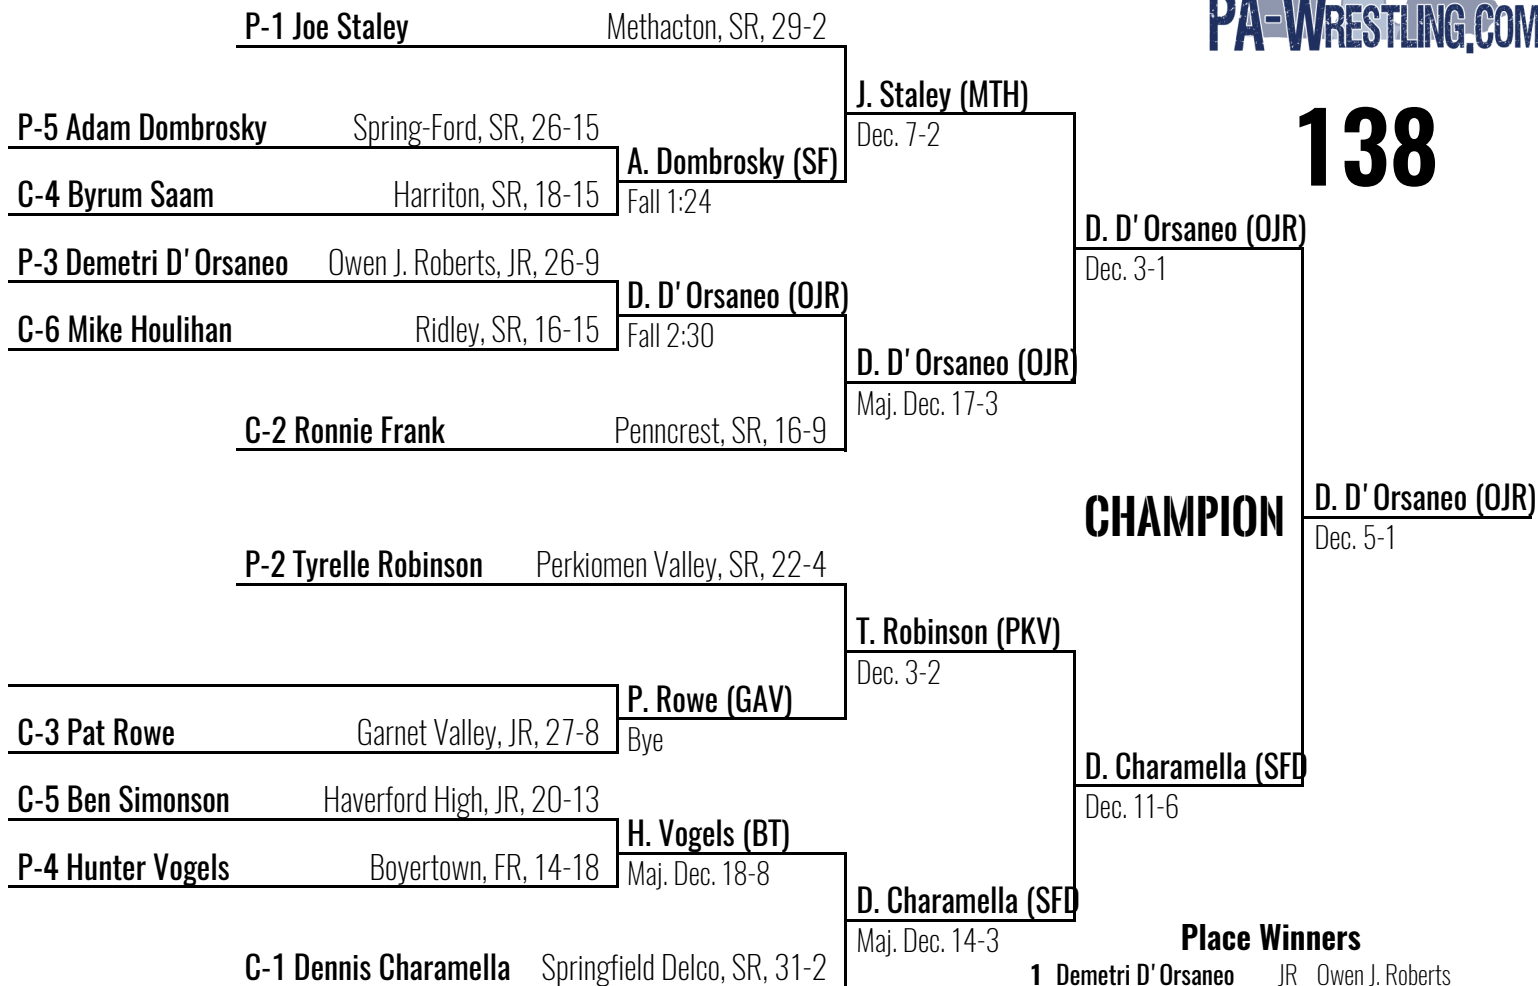 PA-WRESTLING.COM
138
P-1 Joe Staley Methacton, SR, 29-2
J. Staley (MTH)
Dec. 7-2
P-5 Adam Dombrosky Spring-Ford, SR, 26-15
A. Dombrosky (SF)
Fall 1:24
C-4 Byrum Saam Harriton, SR, 18-15
D. D'Orsaneo (OJR)
Dec. 3-1
P-3 Demetri D'Orsaneo Owen J. Roberts, JR, 26-9
D. D'Orsaneo (OJR)
Fall 2:30
C-6 Mike Houlihan Ridley, SR, 16-15
D. D'Orsaneo (OJR)
Maj. Dec. 17-3
C-2 Ronnie Frank Penncrest, SR, 16-9
CHAMPION
D. D'Orsaneo (OJR)
Dec. 5-1
P-2 Tyrelle Robinson Perkiomen Valley, SR, 22-4
T. Robinson (PKV)
Dec. 3-2
P. Rowe (GAV)
Bye
C-3 Pat Rowe Garnet Valley, JR, 27-8
D. Charamella (SFD
Dec. 11-6
C-5 Ben Simonson Haverford High, JR, 20-13
H. Vogels (BT)
Maj. Dec. 18-8
P-4 Hunter Vogels Boyertown, FR, 14-18
D. Charamella (SFD
Maj. Dec. 14-3
C-1 Dennis Charamella Springfield Delco, SR, 31-2
Place Winners
1 Demetri D'Orsaneo JR Owen J. Roberts